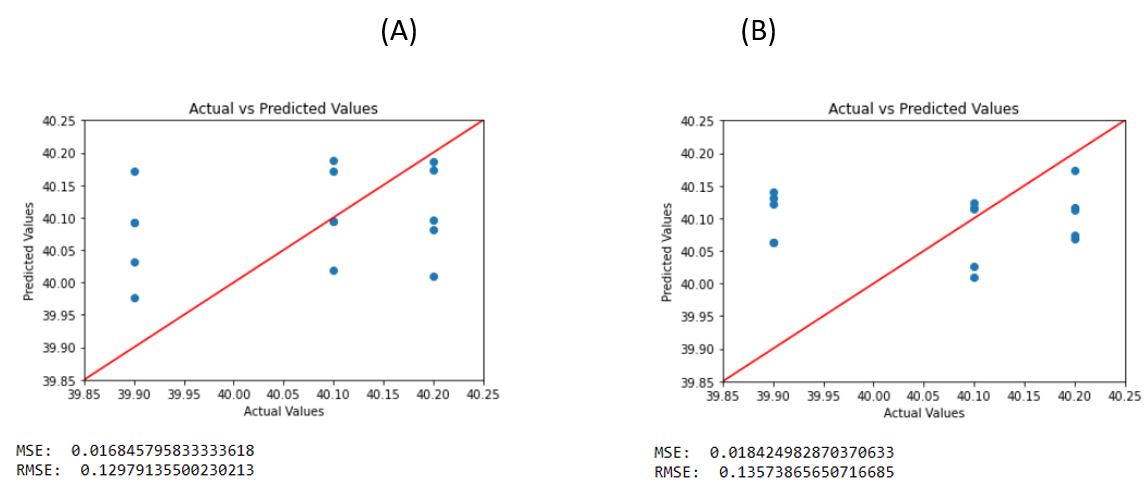 (A)
Actual vs Predicted Values
40.25
40.20
40.15
40.10
40.05
40.00
39.95
39.90
39.85
Predicted Values
39.85 39.90 39.95 40.00 40.05 40.10 40.15 40.20 40.25
Actual Values
MSE: 0.016845795833333618
RMSE: 0.12979135500230213
(B)
Actual vs Predicted Values
40.25
40.20
40.15
40.10
40.05
40.00
39.95
39.90
39.85
Predicted Values
39.85 39.90 39.95 40.00 40.05 40.10 40.15 40.20 40.25
Actual Values
MSE: 0.018424982870370633
RMSE: 0.13573865650716685